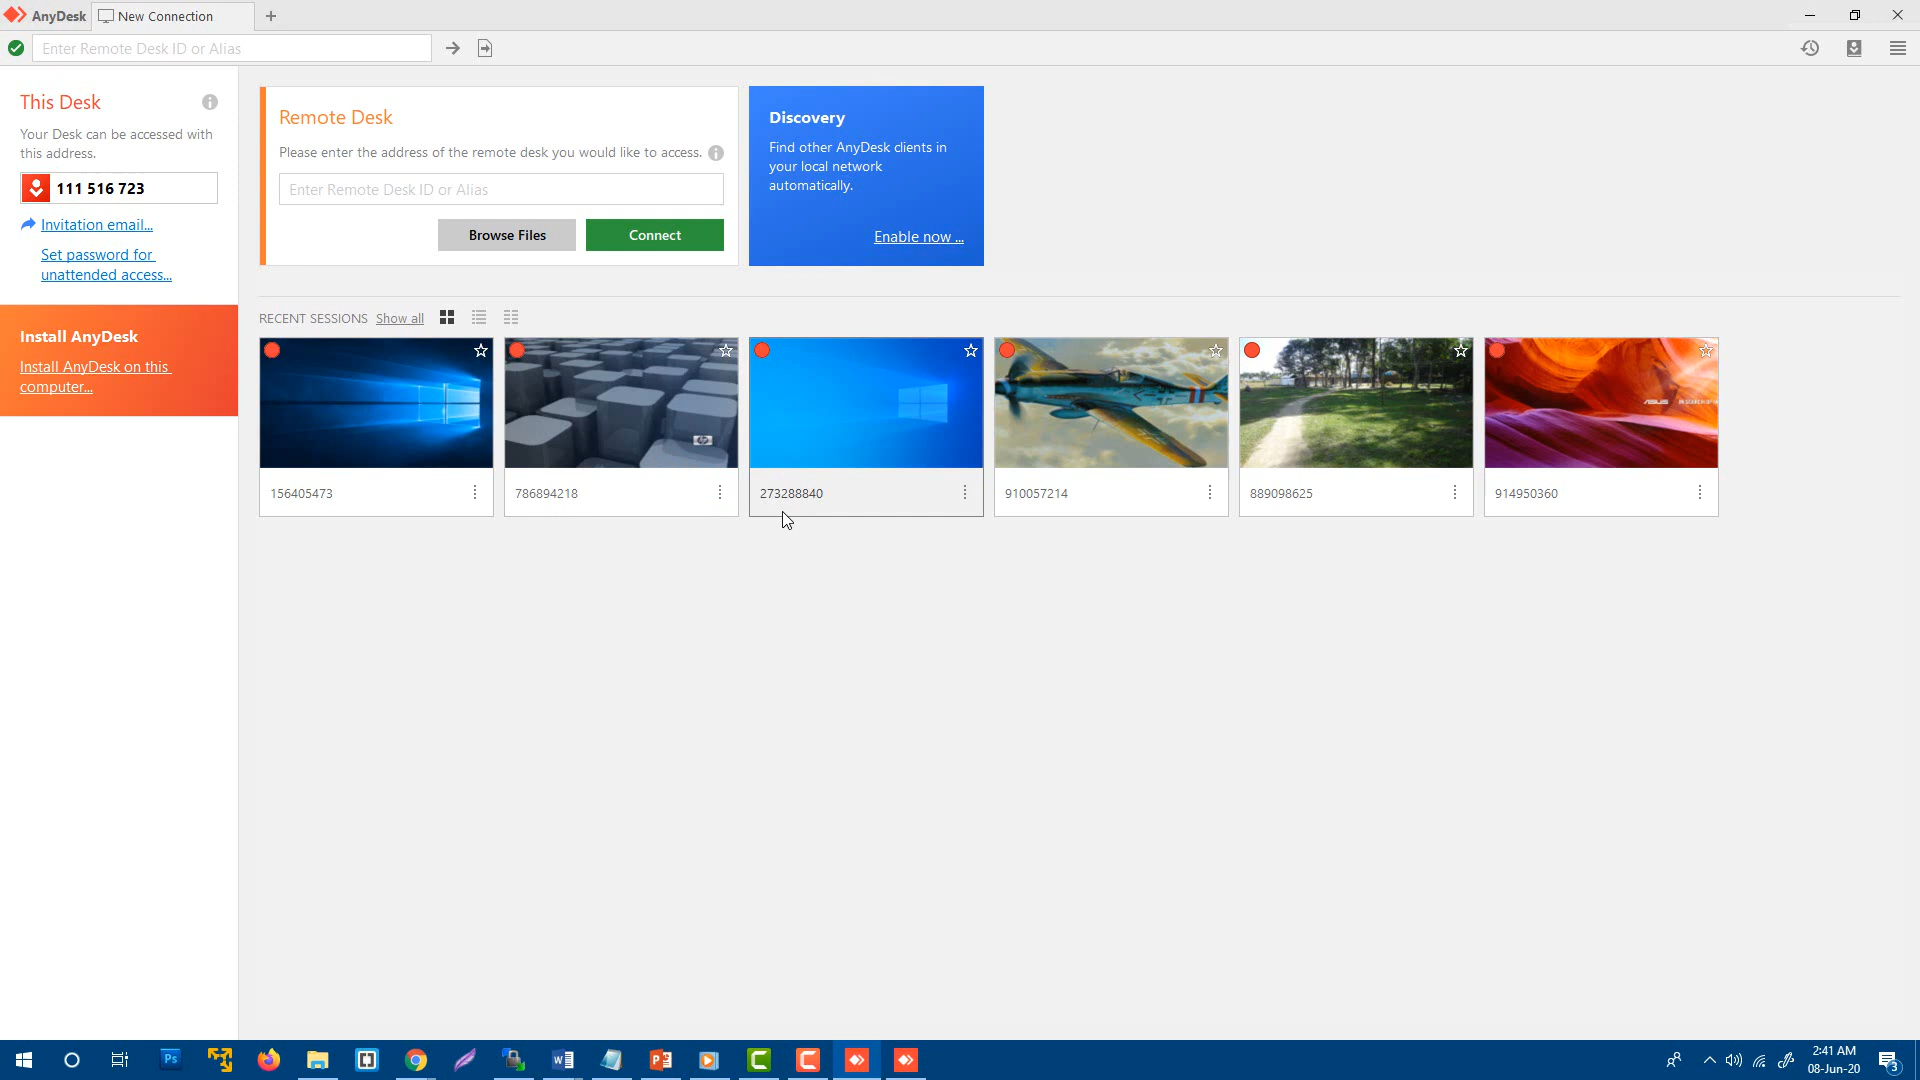 AnyDesk
New Connection
Enter Remote Desk ID or Alias
This Desk
Your Desk can be accessed with
this address.
111 516 723
Invitation email...
Set password for
unattended access...
Install AnyDesk
Install AnyDesk on this
computer...
Remote Desk
Please enter the address of the remote desk you would like to access.
Enter Remote Desk ID or Alias
Browse Files
Connect
Discovery
Find other AnyDesk clients in
your local network
automatically.
Enable now ...
RECENT SESSIONS Show all
hp
ASUS
156405473
786894218
273288840
910057214
889098625
914950360
Ps
2:41 AM
08-Jun-20
3